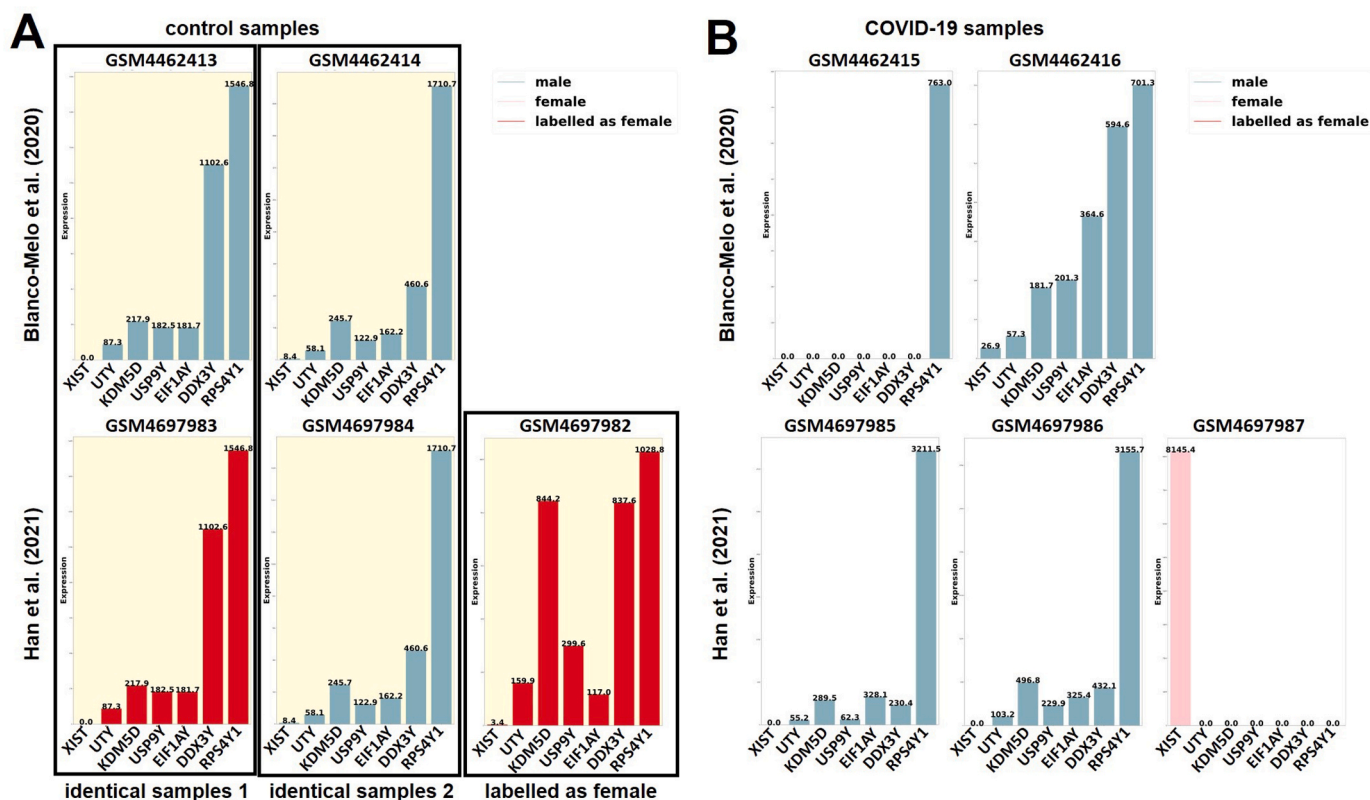 A
control samples
GSM4462413
GSM4462414
male
female
labelled as female
Blanco-Melo et al. (2020)
Expression
0.0 87.3 217.9 182.5 181.7 1102.6 1546.8
XIST UTY KDM5D USP9Y EIF1AY DDX3Y RPS4Y1
Expression
8.4 58.1 245.7 122.9 162.2 460.6 1710.7
XIST UTY KDM5D USP9Y EIF1AY DDX3Y RPS4Y1
GSM4697983
GSM4697984
GSM4697982
Han et al. (2021)
Expression
0.0 87.3 217.9 182.5 181.7 1102.6 1546.8
XIST UTY KDM5D USP9Y EIF1AY DDX3Y RPS4Y1
Expression
8.4 58.1 245.7 122.9 162.2 460.6 1710.7
XIST UTY KDM5D USP9Y EIF1AY DDX3Y RPS4Y1
Expression
3.4 159.9 844.2 299.6 117.0 837.6 1028.8
XIST UTY KDM5D USP9Y EIF1AY DDX3Y RPS4Y1
identical samples 1
identical samples 2
labelled as female
B
COVID-19 samples
GSM4462415
GSM4462416
male
female
labelled as female
Blanco-Melo et al. (2020)
Expression
0.0 0.0 0.0 0.0 0.0 0.0 763.0
XIST UTY KDM5D USP9Y EIF1AY DDX3Y RPS4Y1
Expression
26.9 57.3 181.7 201.3 364.6 594.6 701.3
XIST UTY KDM5D USP9Y EIF1AY DDX3Y RPS4Y1
GSM4697985
GSM4697986
GSM4697987
Han et al. (2021)
Expression
0.0 55.2 289.5 62.3 328.1 230.4 3211.5
XIST UTY KDM5D USP9Y EIF1AY DDX3Y RPS4Y1
Expression
0.0 103.2 496.8 229.9 325.4 432.1 3155.7
XIST UTY KDM5D USP9Y EIF1AY DDX3Y RPS4Y1
Expression
8145.4 0.0 0.0 0.0 0.0 0.0 0.0
XIST UTY KDM5D USP9Y EIF1AY DDX3Y RPS4Y1